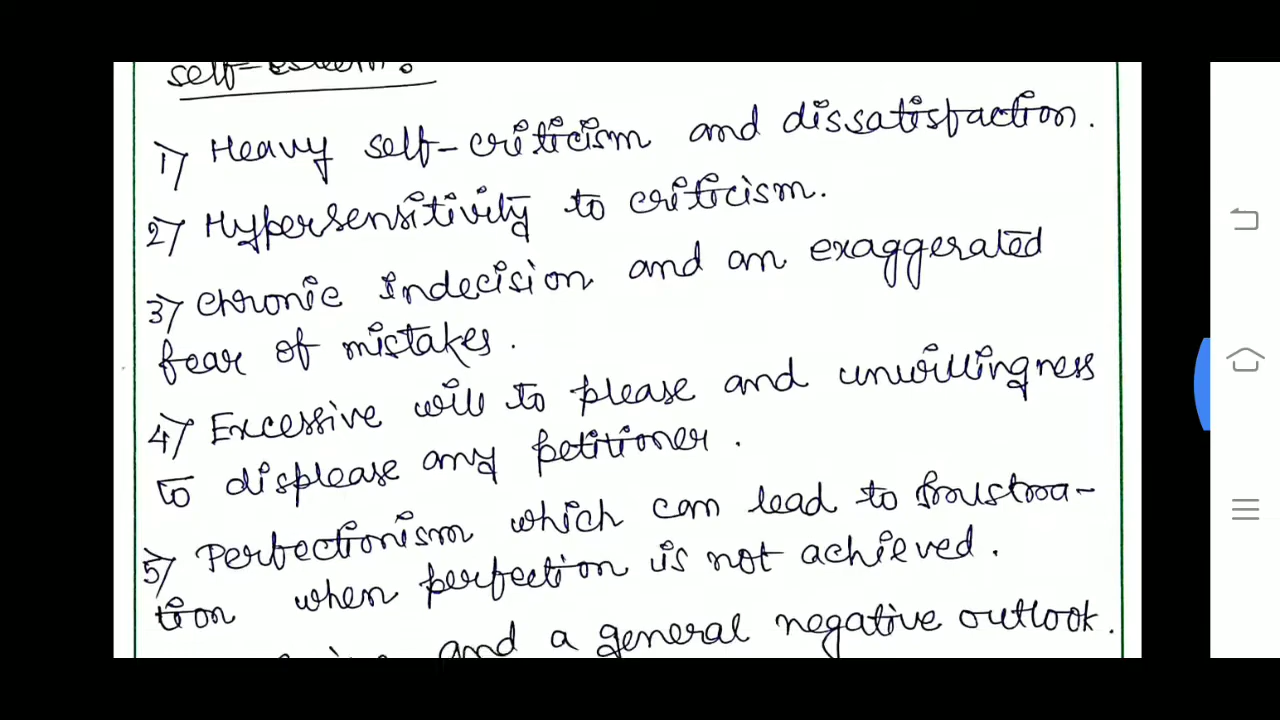 self-esteem:
1) Heavy self-criticism and dissatisfaction.
2) Hypersensitivity to criticism.
3) Chronic indecision and an exaggerated
fear of mistakes.
4) Excessive will to please and unwillingness
to displease any petitioner.
5) Perfectionism which can lead to frustra-
tion when perfection is not achieved.
and a general negative outlook.